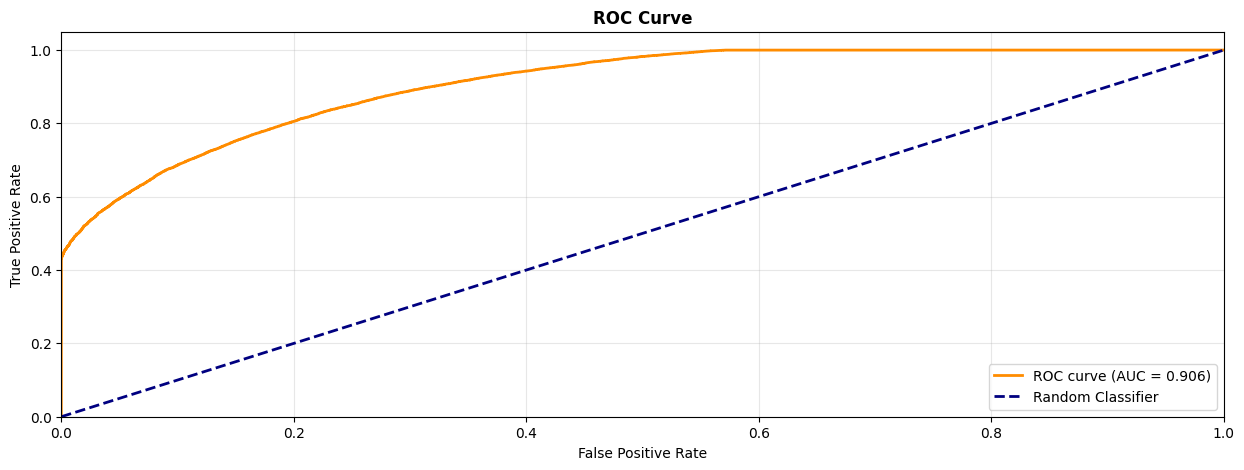 ROC Curve
True Positive Rate
1.0
0.8
0.6
0.4
0.2
0.0
0.0 0.2 0.4 0.6 0.8 1.0
False Positive Rate
ROC curve (AUC = 0.906)
Random Classifier